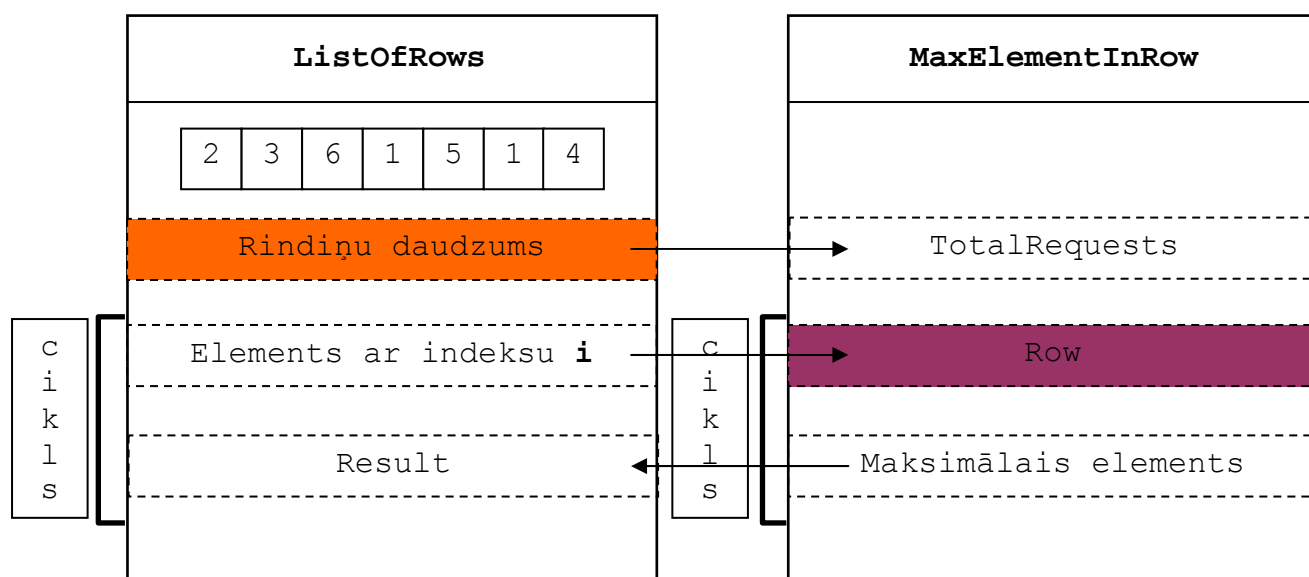 ListOfRows MaxElementInRow
2 3 6 1 5 1 4
Rindiņu daudzums TotalRequests
Elements ar indeksu i Row
Result Maksimālais elements
c
i
k
l
s
c
i
k
l
s